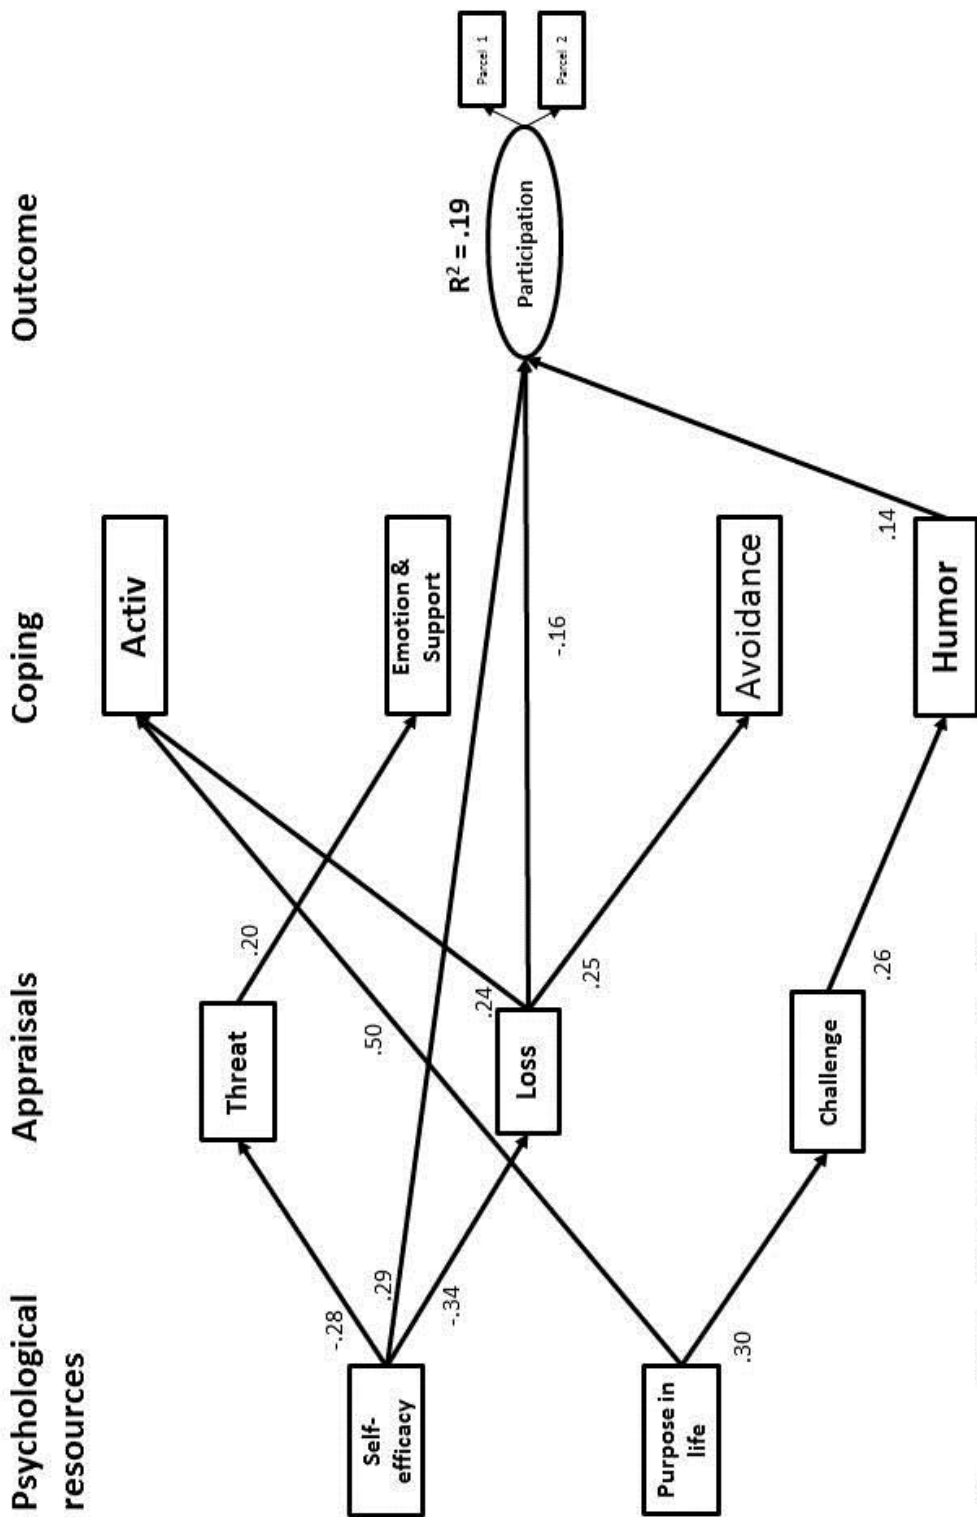 Psychological
resources
Appraisals
Coping
Outcome
Self-
efficacy
Purpose in
life
-.28
.29
-.34
.30
Threat
Loss
Challenge
.20
.50
.24
.25
.26
Activ
Emotion &
Support
Avoidance
Humor
-.16
.14
R² = .19
Participation
Parcel 1
Parcel 2